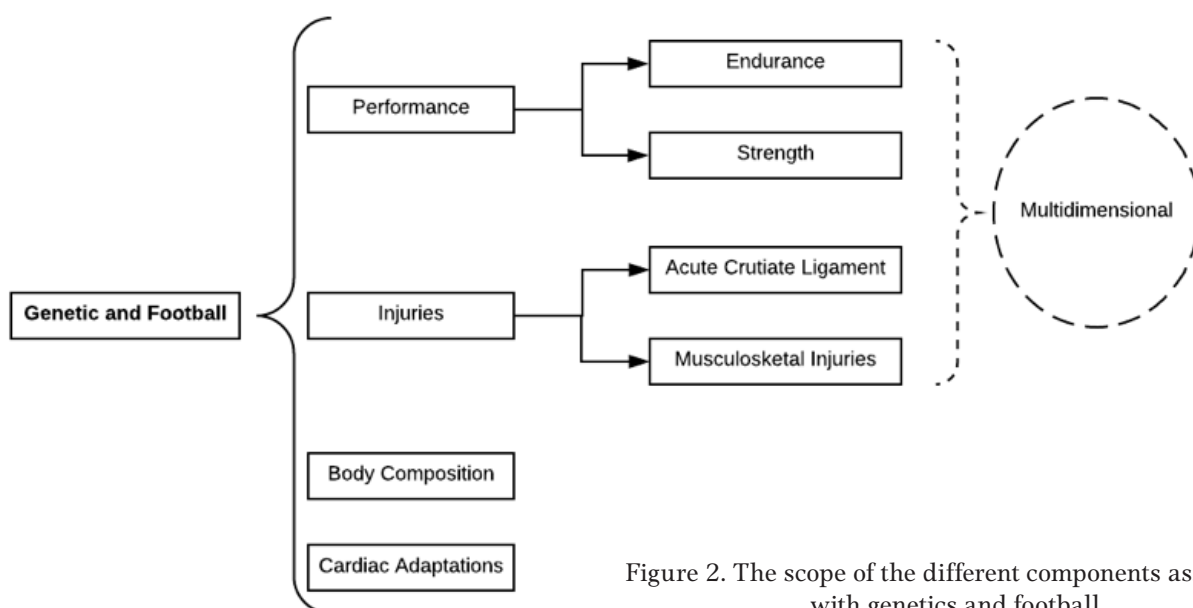 Genetic and Football
Performance
Injuries
Body Composition
Cardiac Adaptations
Endurance
Strength
Acute Crutiate Ligament
Musculosketal Injuries
Multidimensional
Figure 2. The scope of the different components as
with genetics and football